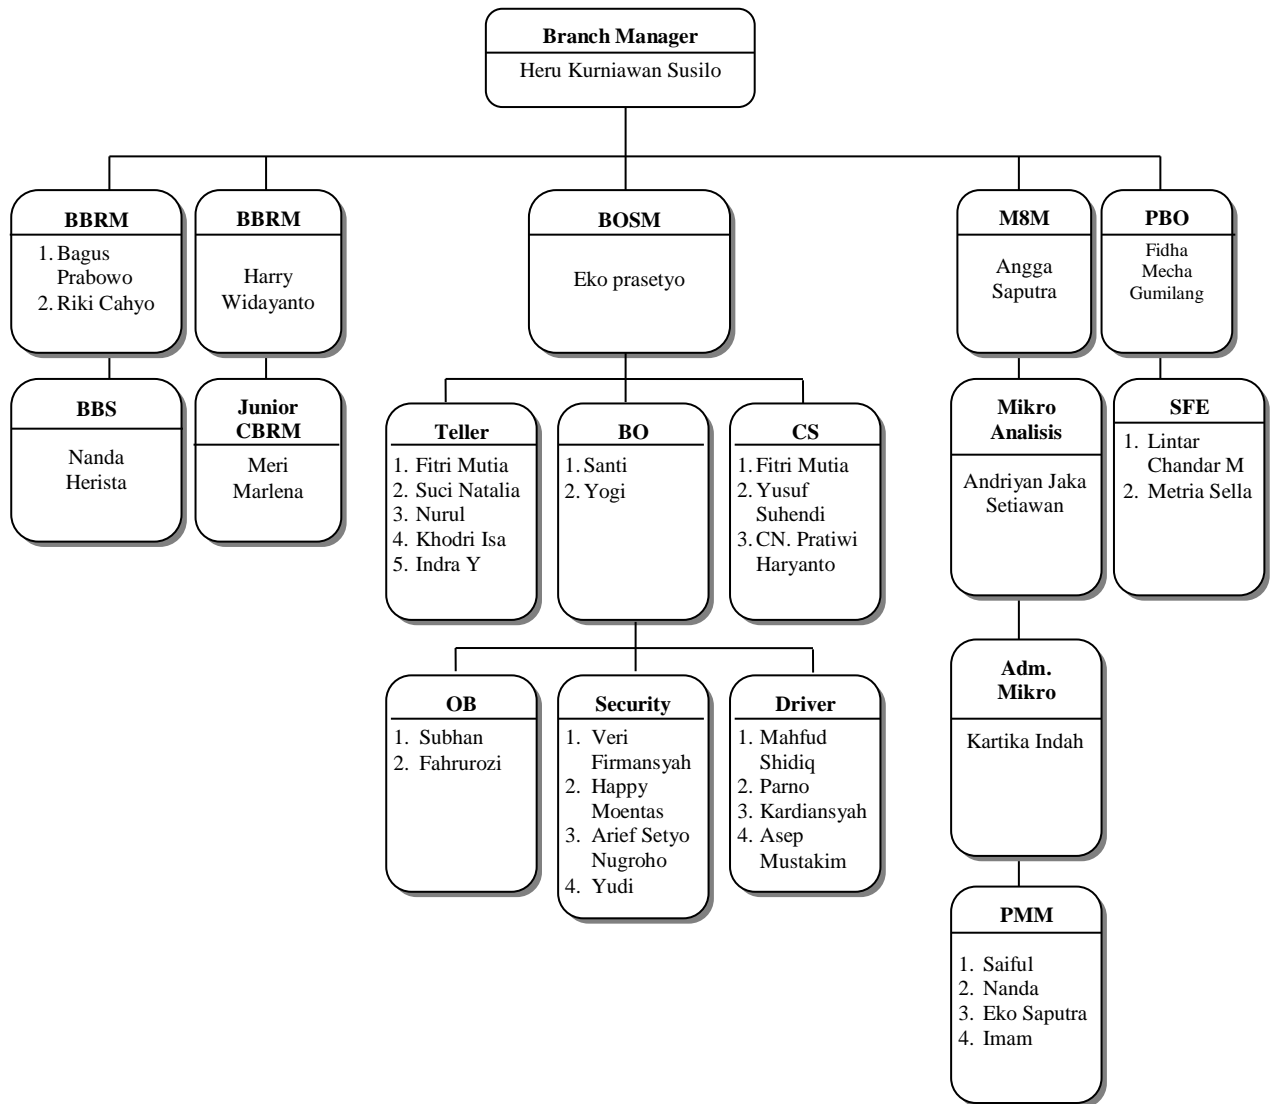 Branch Manager
Heru Kurniawan Susilo
BBRM
1. Bagus
Prabowo
2. Riki Cahyo
BBRM
Harry
Widayanto
BOSM
Eko prasetyo
M8M
Angga
Saputra
PBO
Fidha
Mecha
Gumilang
BBS
Nanda
Herista
Junior
CBRM
Meri
Marlena
Teller
1. Fitri Mutia
2. Suci Natalia
3. Nurul
4. Khodri Isa
5. Indra Y
BO
1. Santi
2. Yogi
CS
1. Fitri Mutia
2. Yusuf
Suhendi
3. CN. Pratiwi
Haryanto
Mikro
Analisis
Andriyan Jaka
Setiawan
SFE
1. Lintar
Chandar M
2. Metria Sella
OB
1. Subhan
2. Fahrurozi
Security
1. Veri
Firmansyah
2. Happy
Moentas
3. Arief Setyo
Nugroho
4. Yudi
Driver
1. Mahfud
Shidiq
2. Parno
3. Kardiansyah
4. Asep
Mustakim
Adm.
Mikro
Kartika Indah
PMM
1. Saiful
2. Nanda
3. Eko Saputra
4. Imam